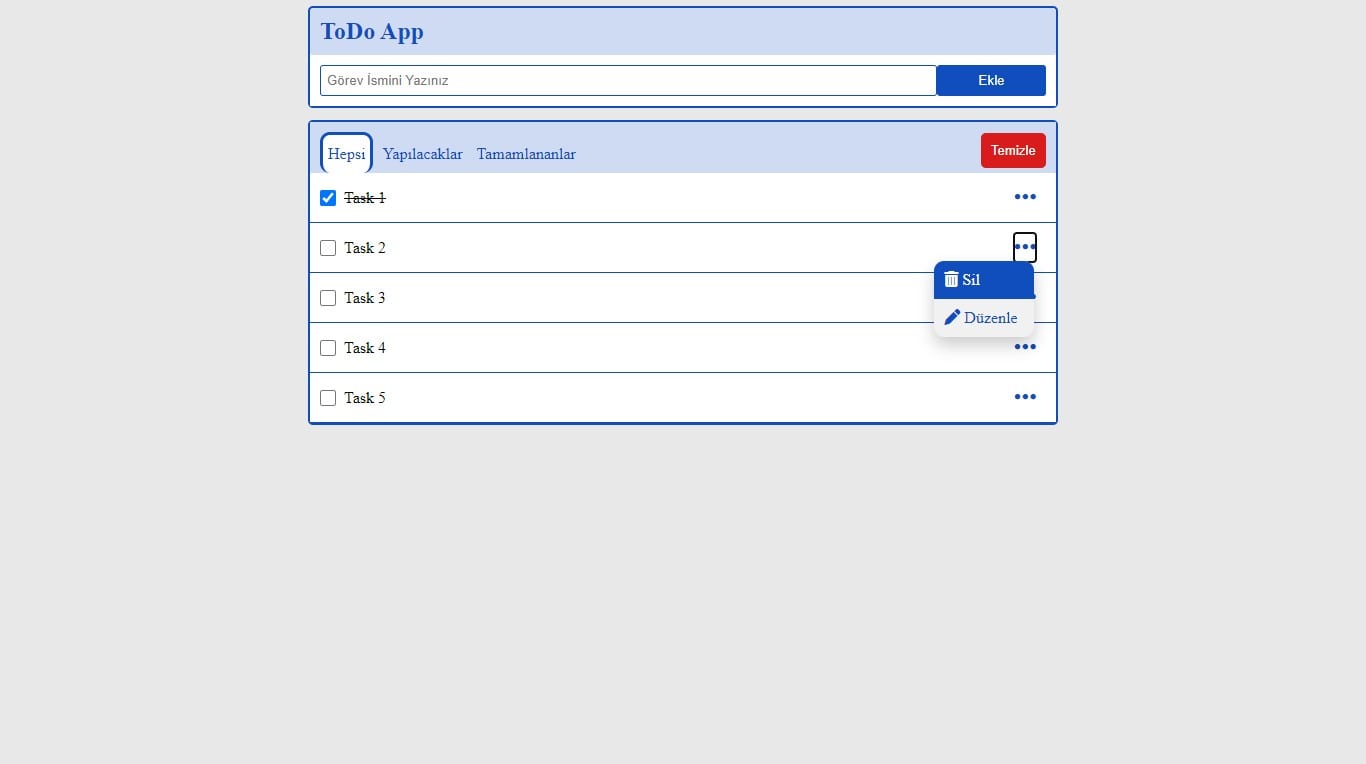 ToDo App
Görev İsmini Yazınız
Ekle
Hepsi Yapılacaklar Tamamlananlar Temizle
Task 1
Task 2
Sil
Task 3
Düzenle
Task 4
Task 5